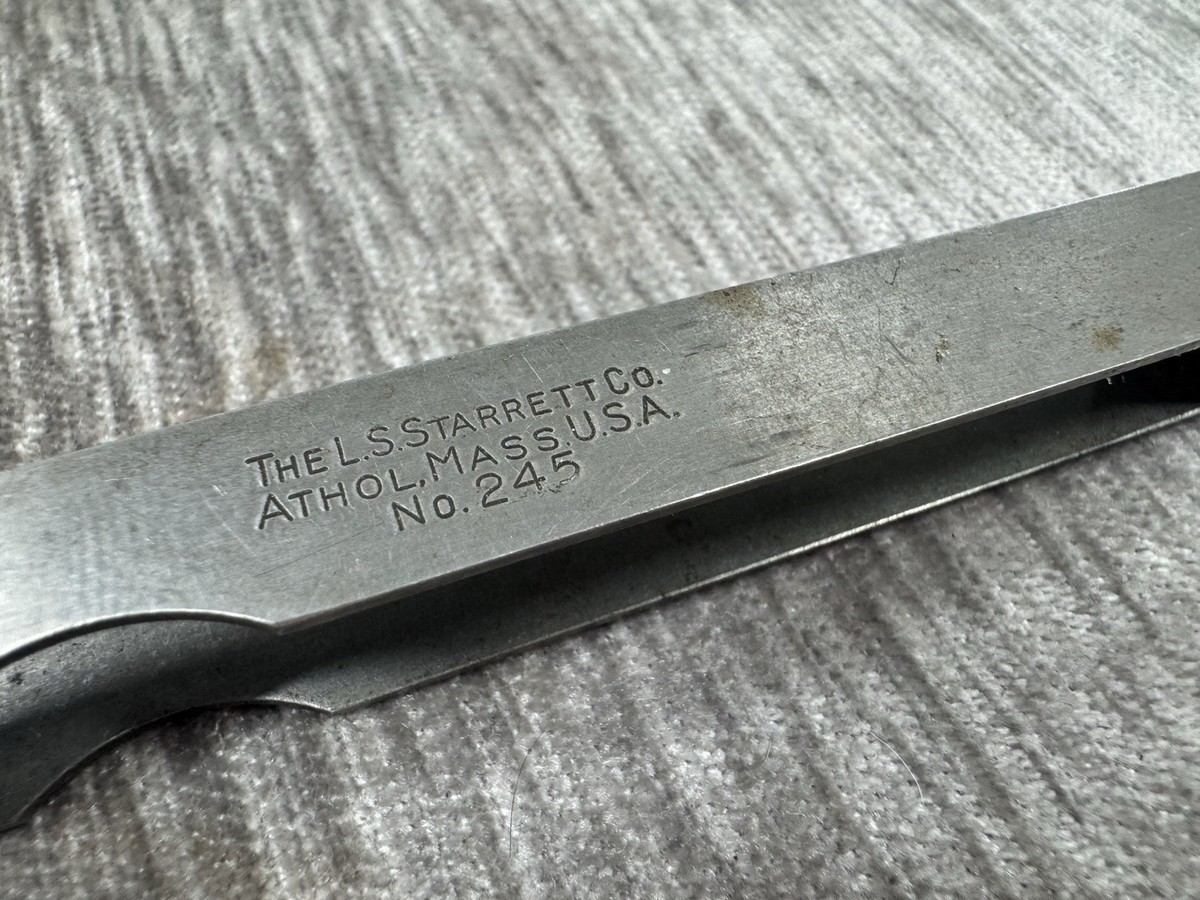 THE L.S. STARRETT CO.
ATHOL, MASS. U.S.A.
NO. 245